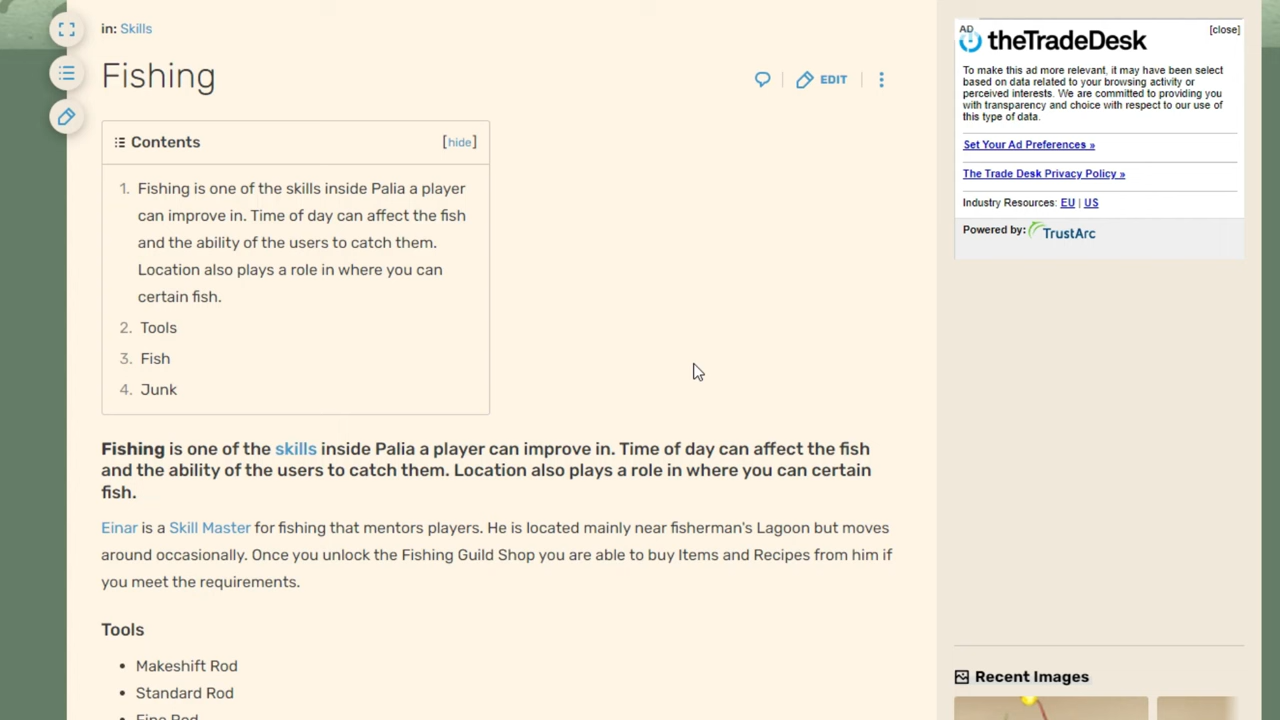 in: Skills
Fishing
EDIT
Contents
[hide]
1. Fishing is one of the skills inside Palia a player
can improve in. Time of day can affect the fish
and the ability of the users to catch them.
Location also plays a role in where you can
certain fish.
2. Tools
3. Fish
4. Junk
Fishing is one of the skills inside Palia a player can improve in. Time of day can affect the fish
and the ability of the users to catch them. Location also plays a role in where you can certain
fish.
Einar is a Skill Master for fishing that mentors players. He is located mainly near fisherman's Lagoon but moves
around occasionally. Once you unlock the Fishing Guild Shop you are able to buy Items and Recipes from him if
you meet the requirements.
Tools
• Makeshift Rod
• Standard Rod
• Fine Rod
AD
theTradeDesk
[close]
To make this ad more relevant, it may have been select
based on data related to your browsing activity or
perceived interests. We are committed to providing you
with transparency and choice with respect to our use of
this type of data.
Set Your Ad Preferences »
The Trade Desk Privacy Policy »
Industry Resources: EU | US
Powered by: TrustArc
Recent Images